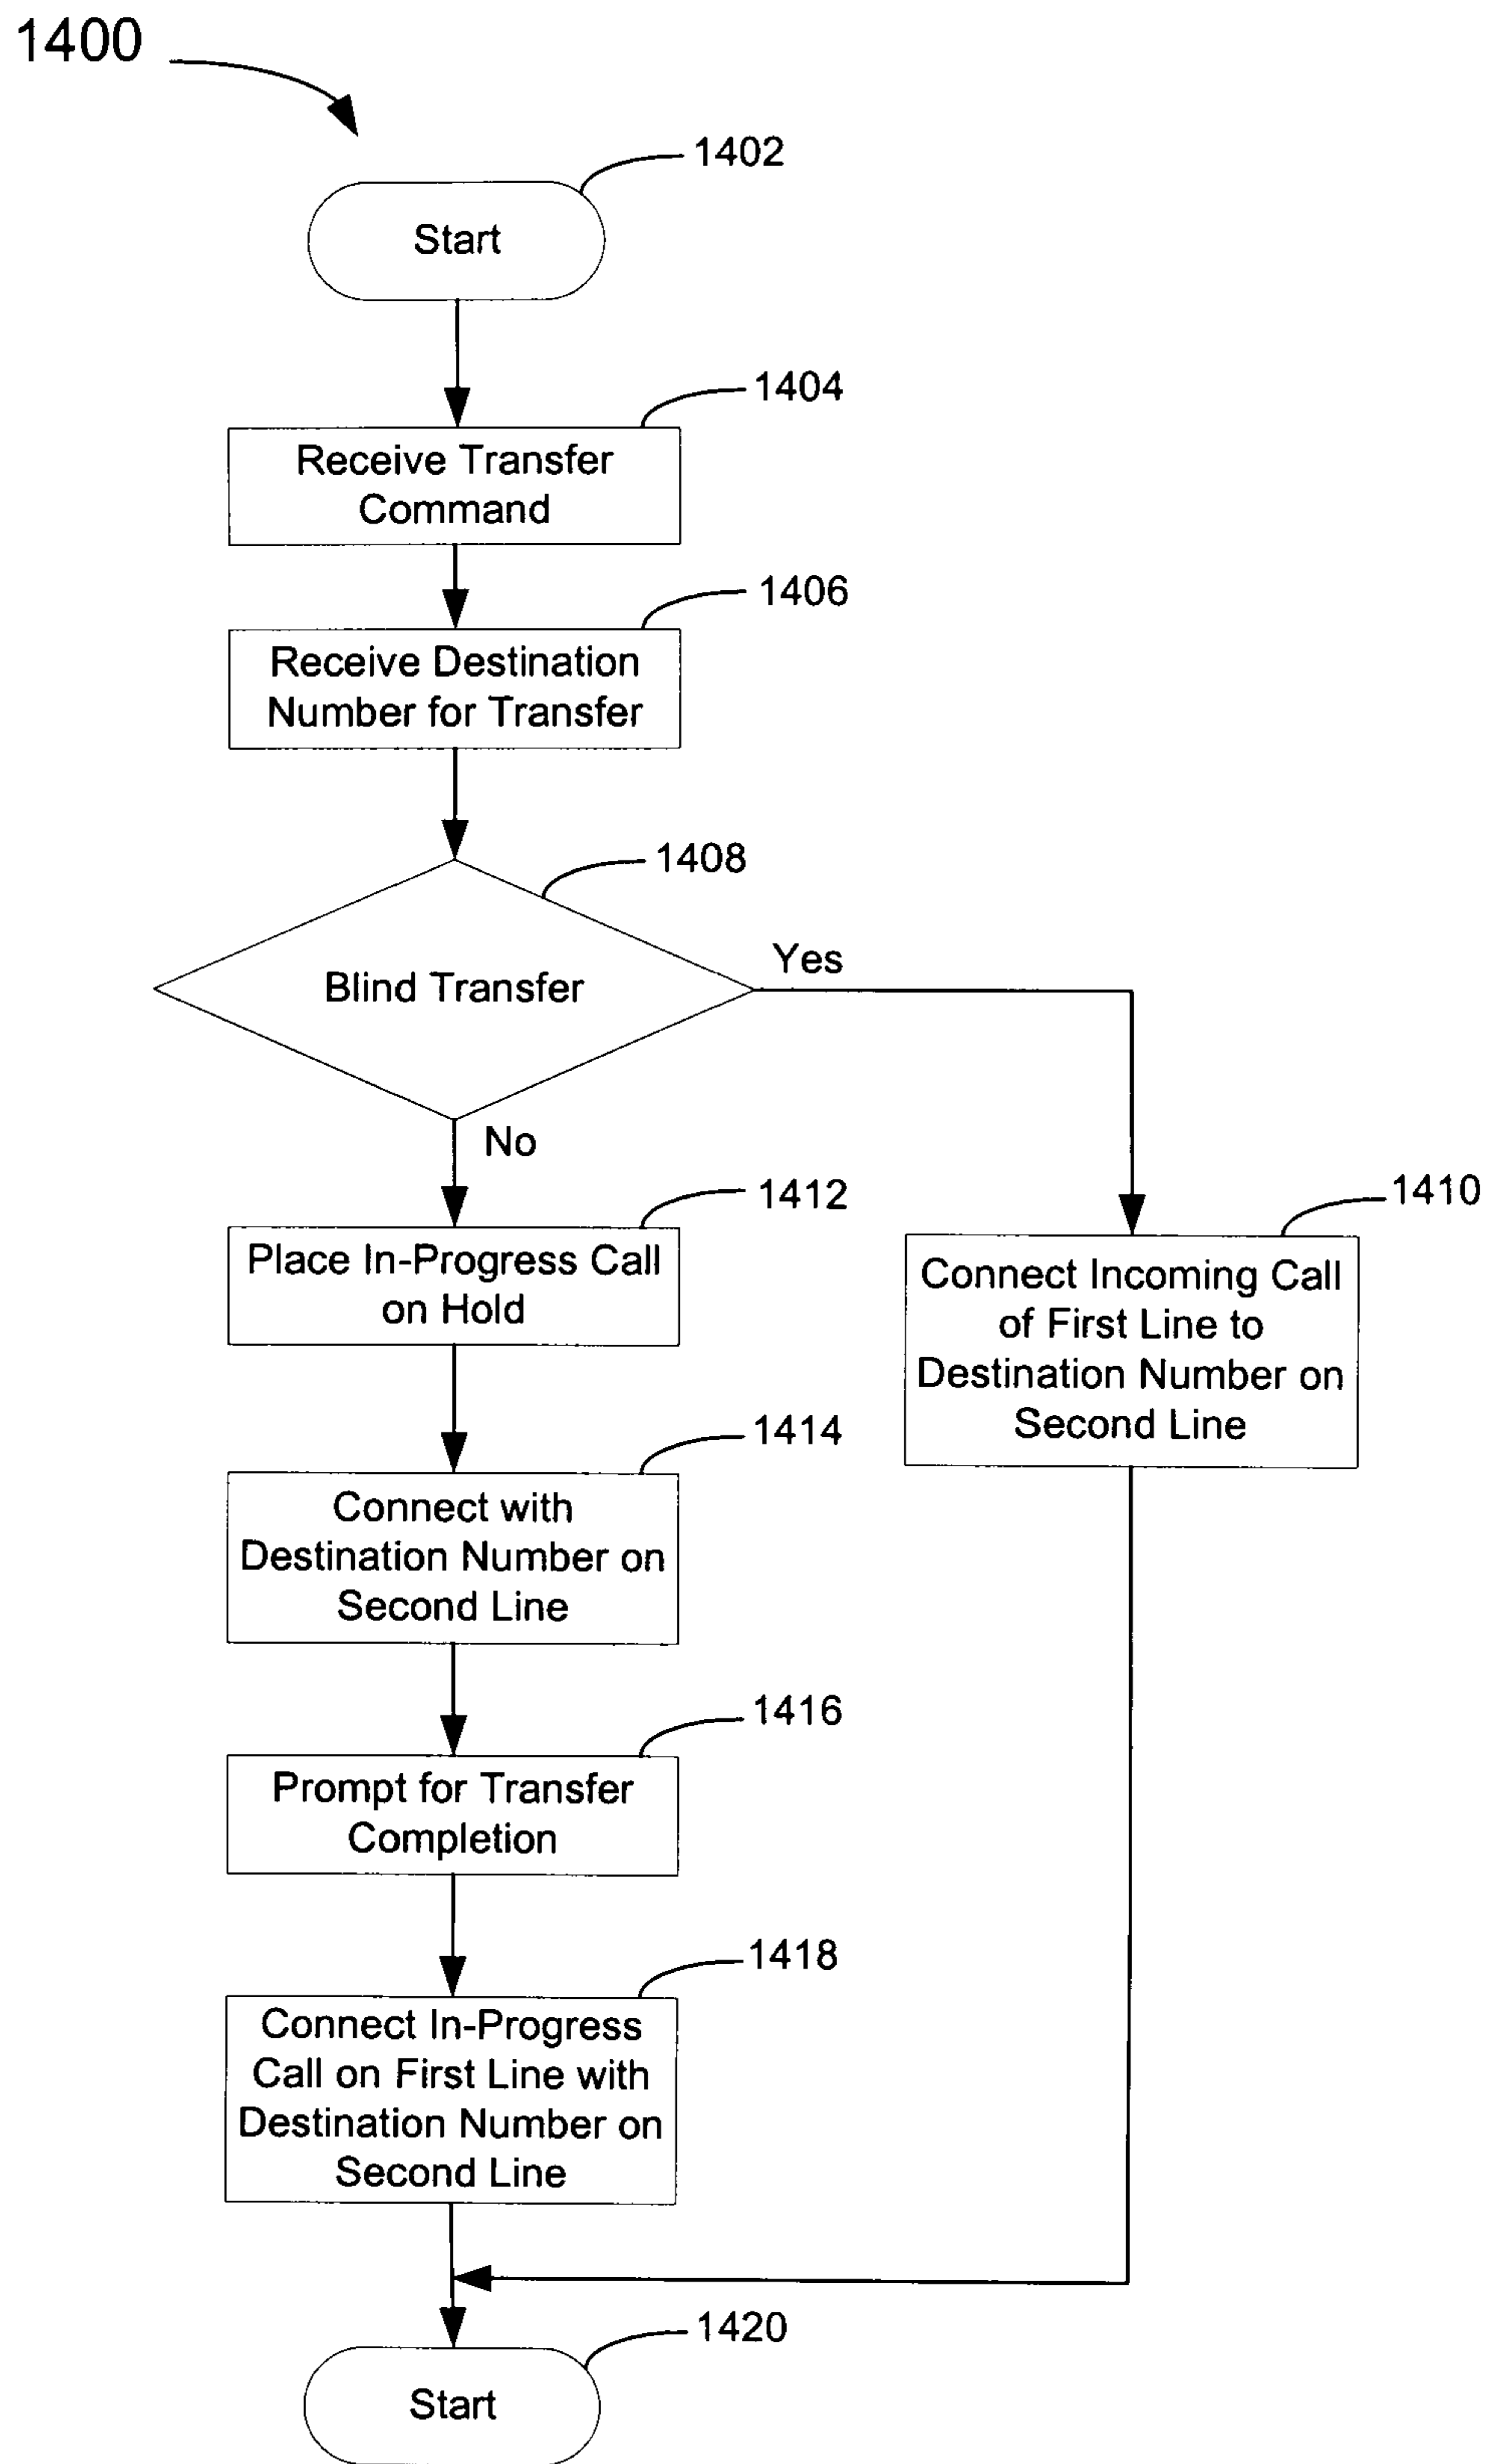 1400
1402
Start
1404
Receive Transfer
Command
1406
Receive Destination
Number for Transfer
1408
Blind Transfer
Yes
No
1412
Place In-Progress Call
on Hold
1410
Connect Incoming Call
of First Line to
Destination Number on
Second Line
1414
Connect with
Destination Number on
Second Line
1416
Prompt for Transfer
Completion
1418
Connect In-Progress
Call on First Line with
Destination Number on
Second Line
1420
Start